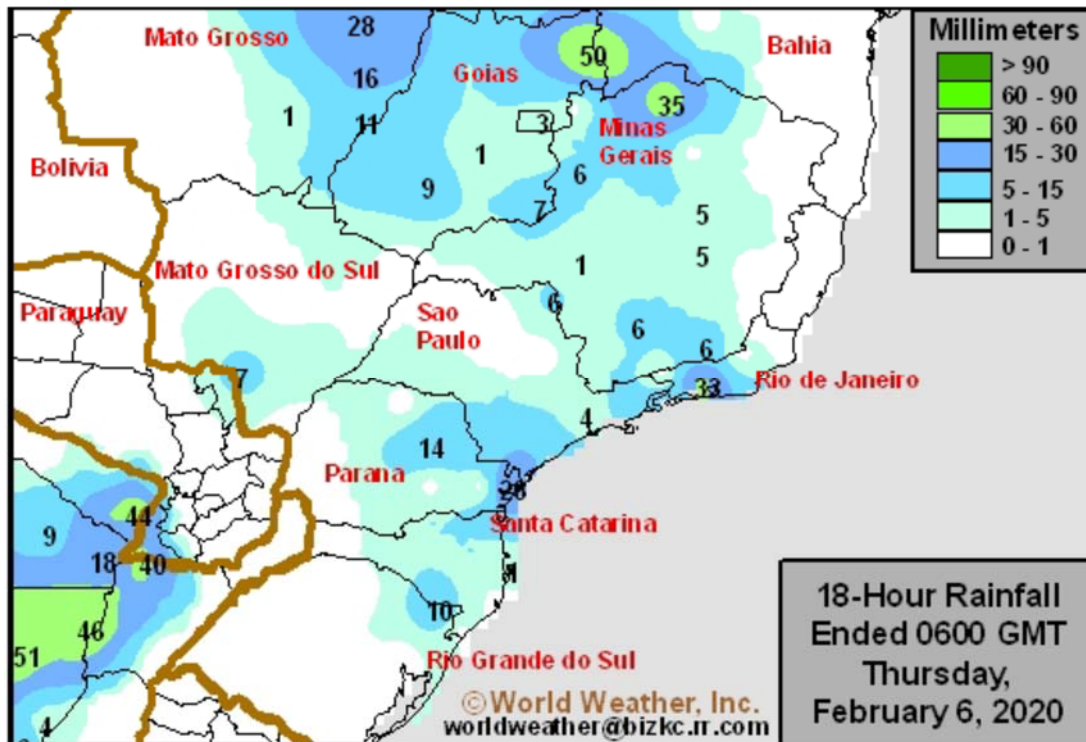 28
Mato Grosso
50
Bahia
Goias
16
35
1
11
3
Minas
Gerais
1
Bolivia
6
9
7
5
5
1
Mato Grosso do Sul
Paraguay
Sao
Paulo
6
6
6
7
33
Rio de Janeiro
4
14
Parana
44
Santa Catarina
9
18
40
10
46
51
Rio Grande do Sul
4
Millimeters
> 90
60 - 90
30 - 60
15 - 30
5 - 15
1 - 5
0 - 1
18-Hour Rainfall
Ended 0600 GMT
Thursday,
February 6, 2020
©World Weather, Inc.
worldweather@bizkc.rr.com